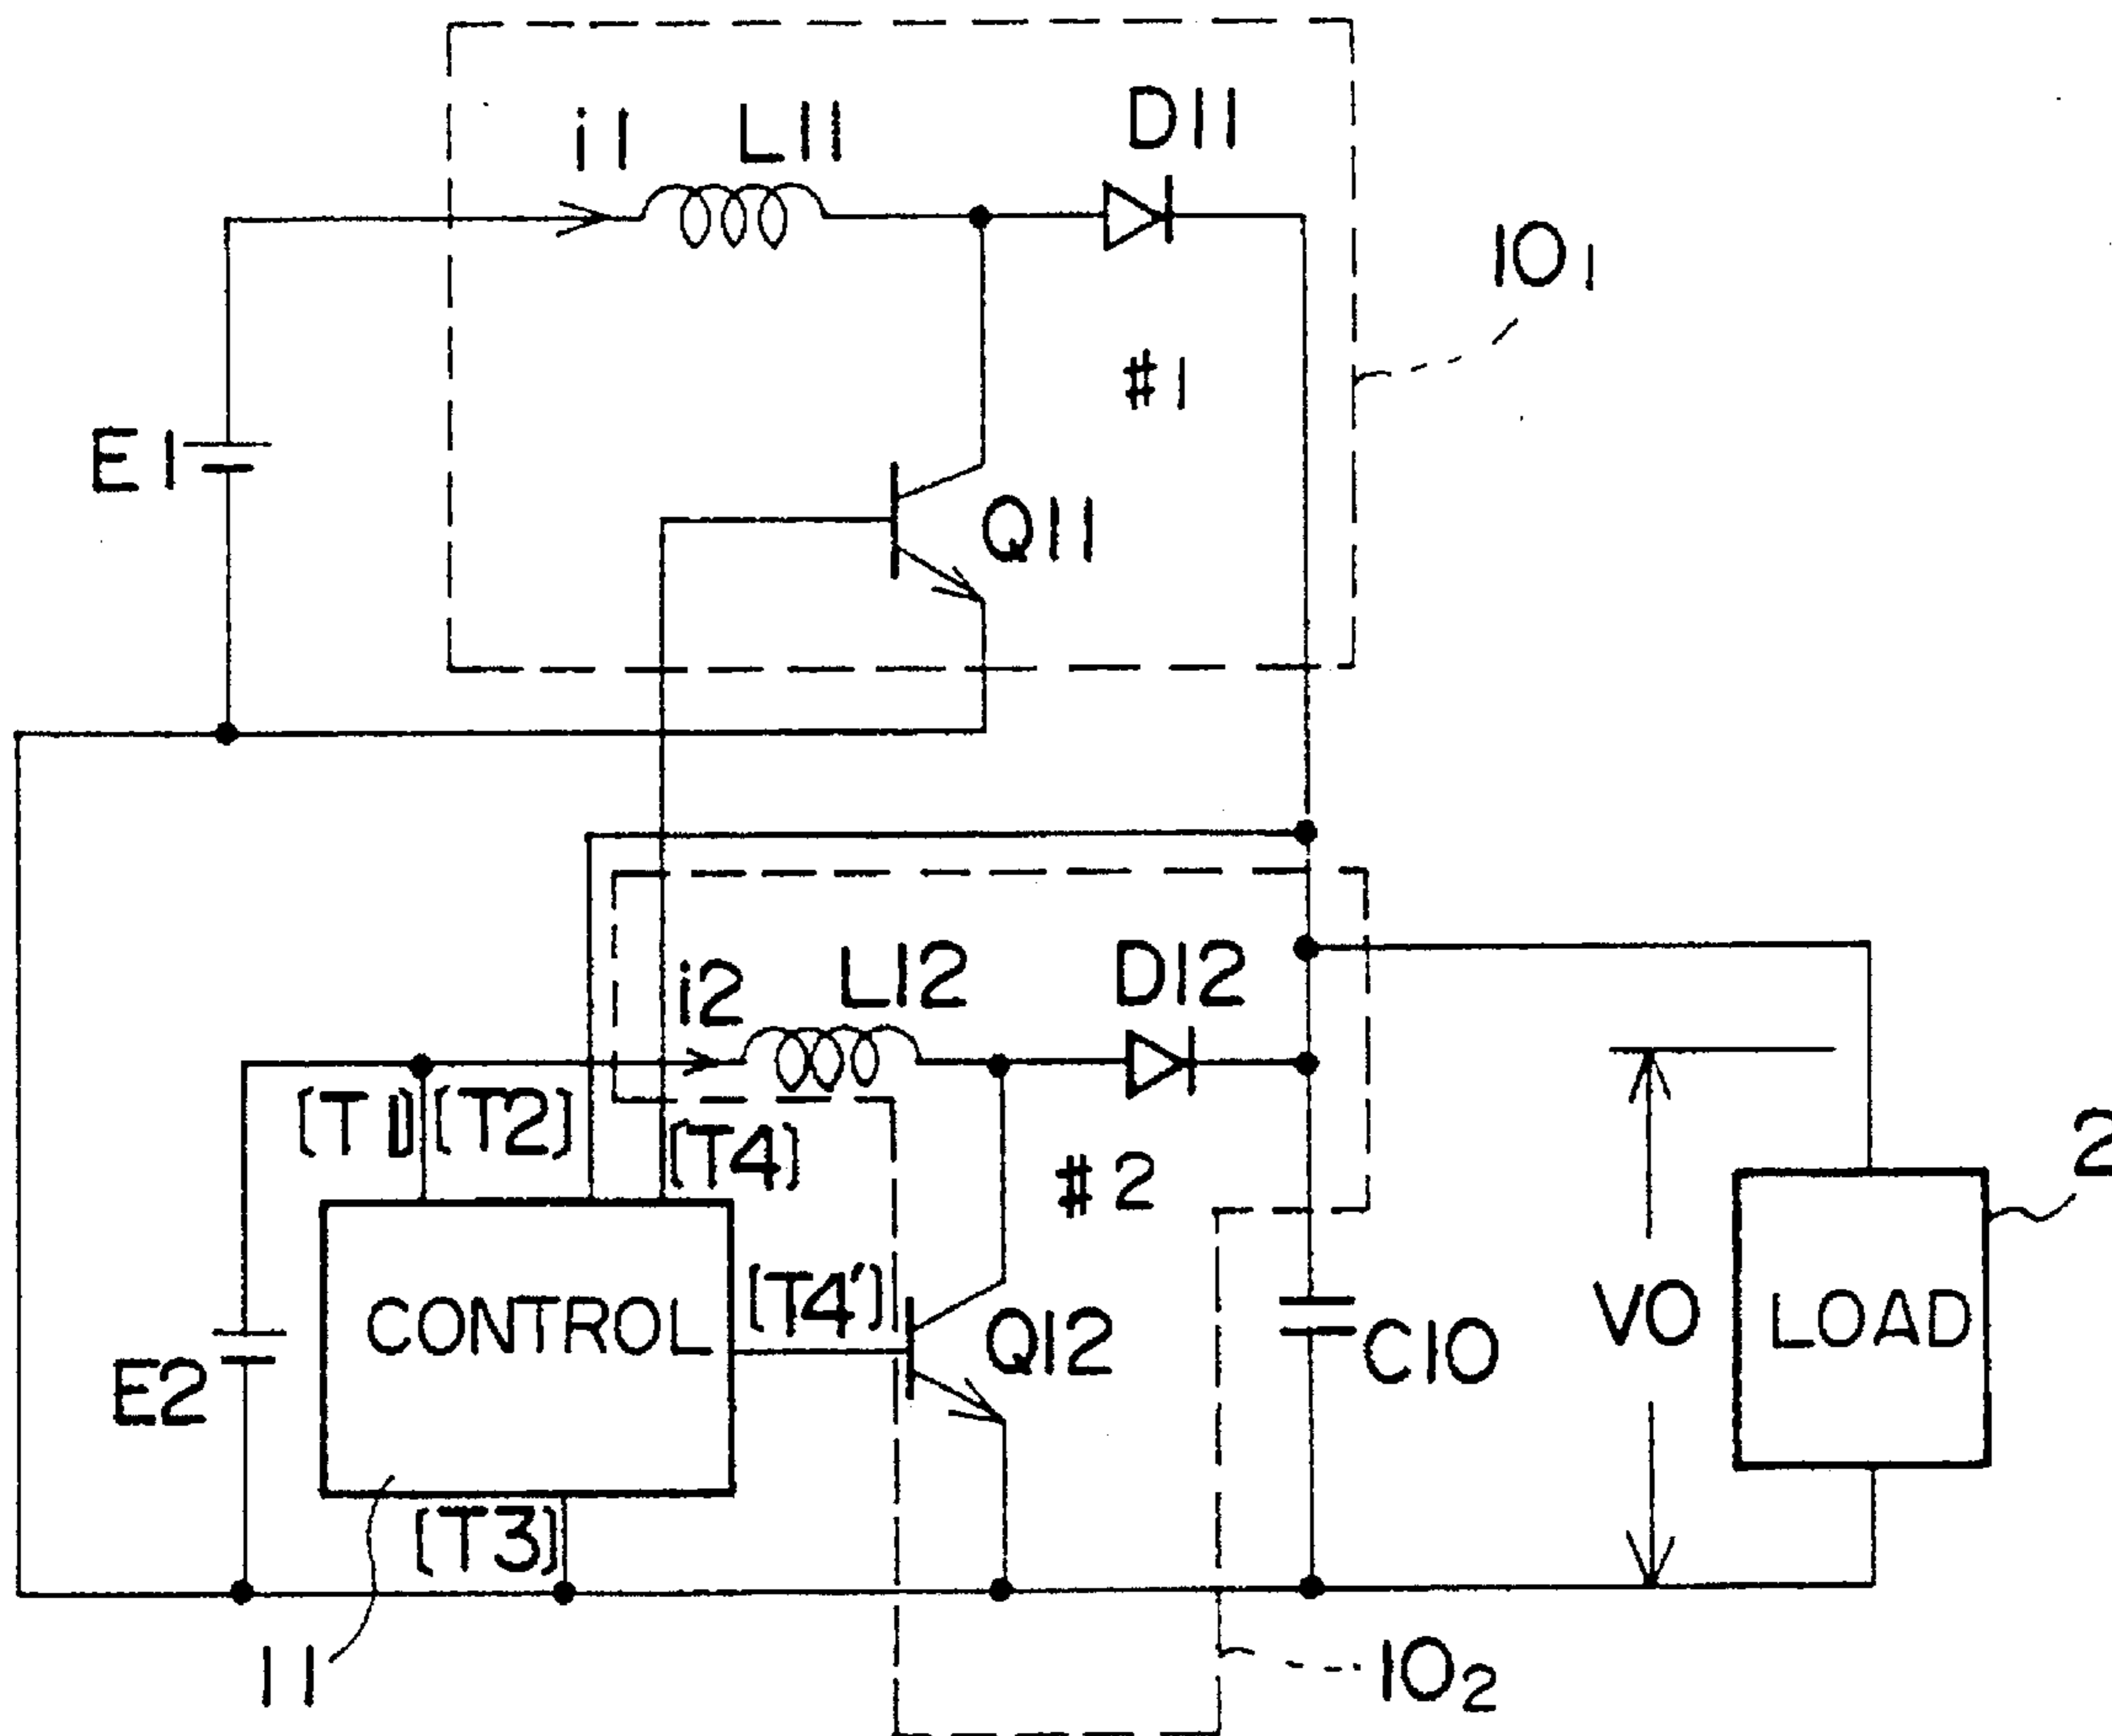 i1
L11
D11
10₁
#1
E1
Q11
i2
L12
D12
(T1)
(T2)
(T4)
#2
2
CONTROL
(T4')
Q12
C10
VO
LOAD
E2
(T3)
11
10₂